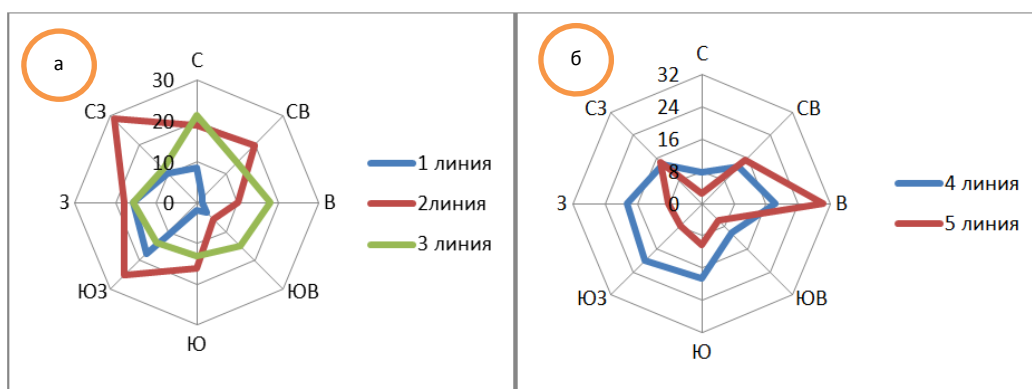 а
С
СВ
В
ЮВ
Ю
ЮЗ
З
СЗ
30
20
10
0
1 линия
2линия
3 линия
б
С
СВ
В
ЮВ
Ю
ЮЗ
З
СЗ
32
24
16
8
0
4 линия
5 линия